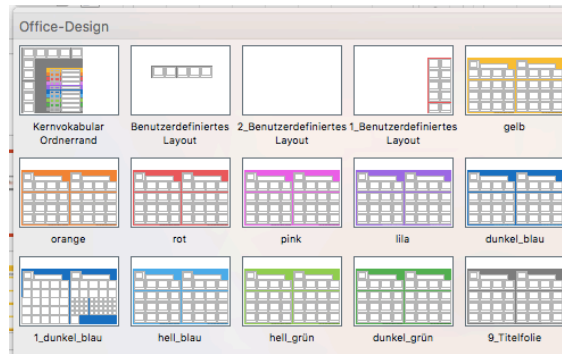 Office-Design
Kernvokabular Ordnerrand
Benutzerdefiniertes Layout
2_Benutzerdefiniertes Layout
1_Benutzerdefiniertes Layout
gelb
orange
rot
pink
lila
dunkel_blau
1_dunkel_blau
hell_blau
hell_grün
dunkel_grün
9_Titelfolie